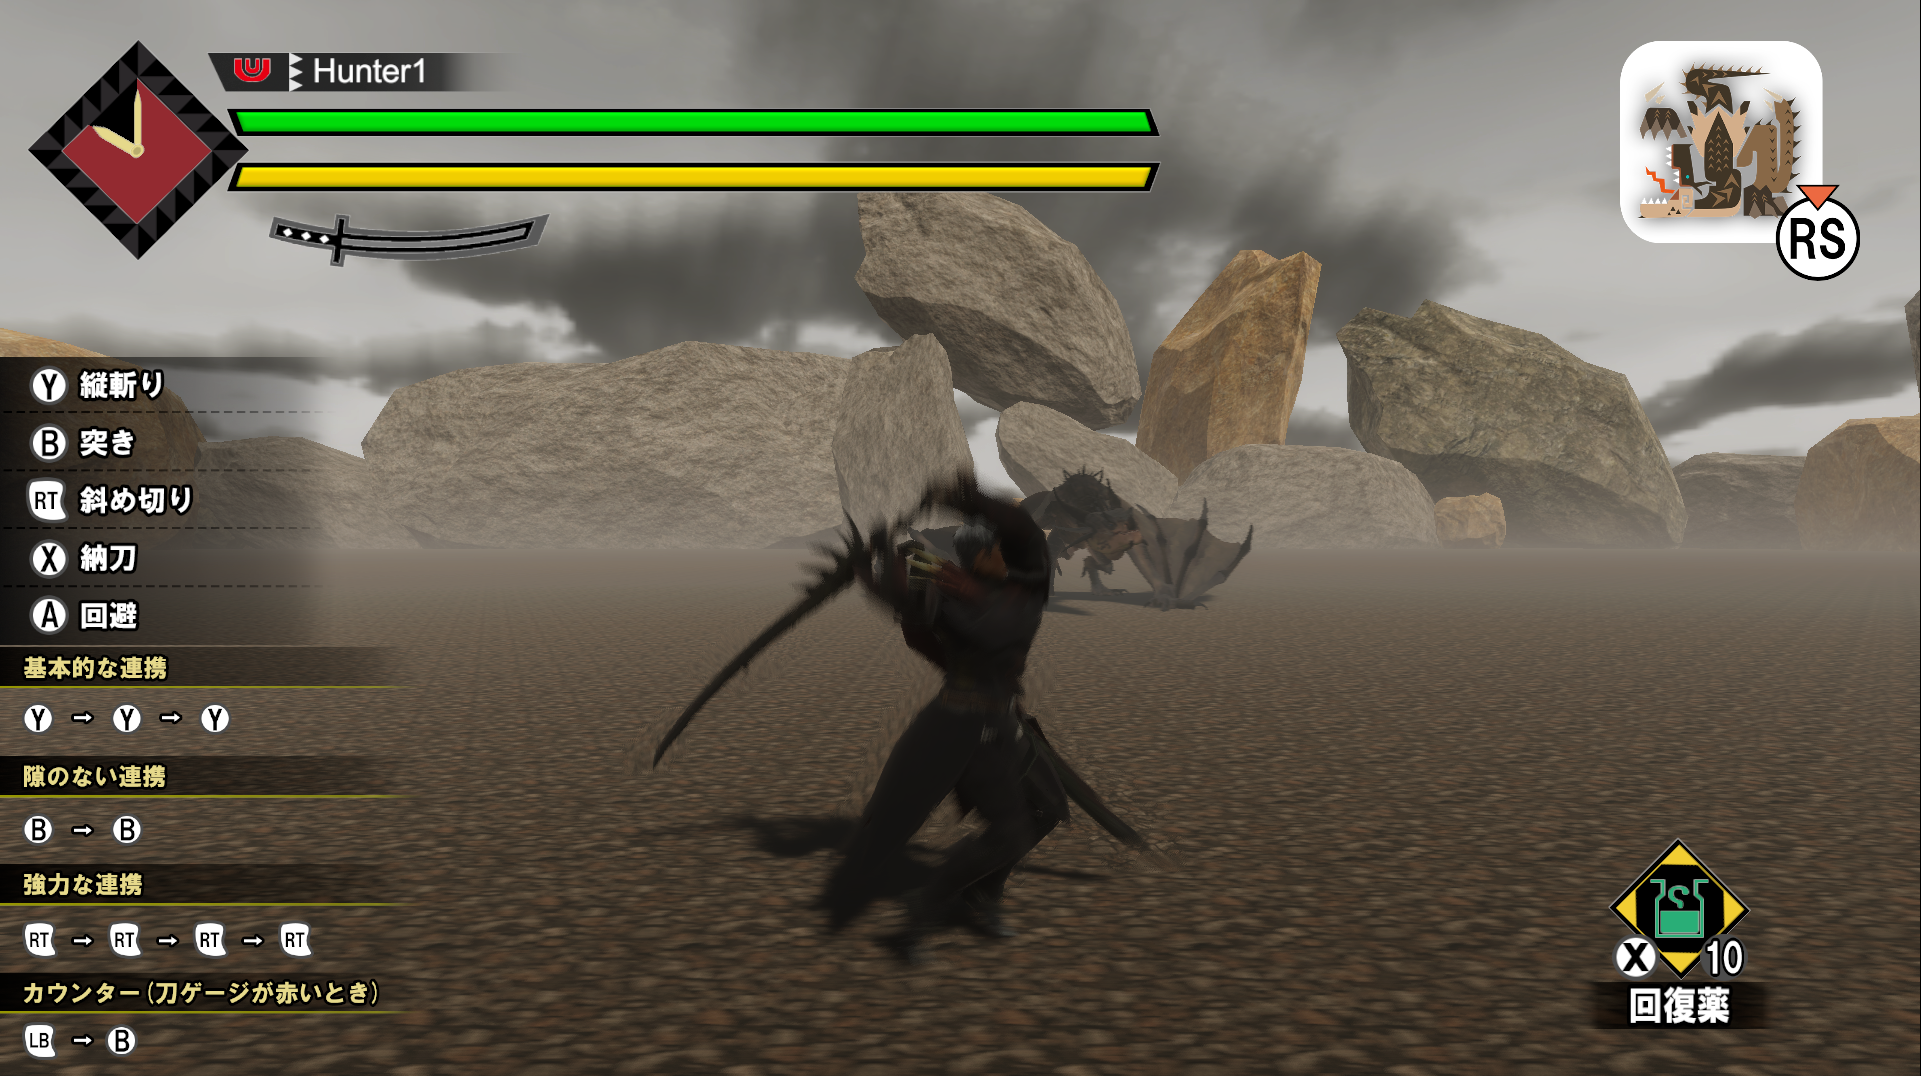 Hunter1
RS
Y 縦斬り
B 突き
RT 斜め切り
X 納刀
A 回避
基本的な連携
Y → Y → Y
隙のない連携
B → B
強力な連携
RT → RT → RT → RT
カウンター(刀ゲージが赤いとき)
LB → B
X 10
回復薬